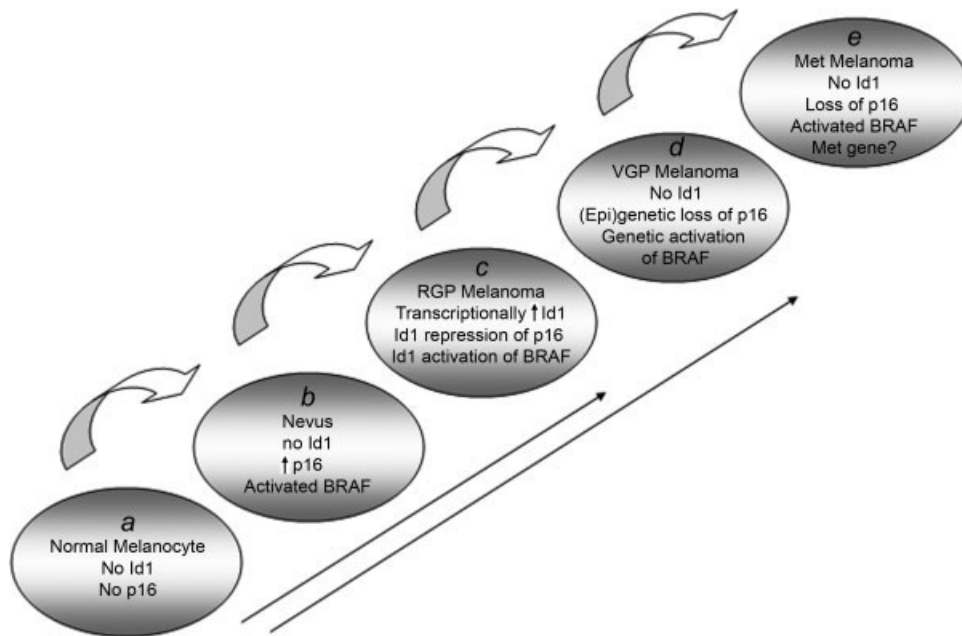 a
Normal Melanocyte
No Id1
No p16
b
Nevus
no Id1
↑p16
Activated BRAF
c
RGP Melanoma
Transcriptionally ↑Id1
Id1 repression of p16
Id1 activation of BRAF
d
VGP Melanoma
No Id1
(Epi)genetic loss of p16
Genetic activation
of BRAF
e
Met Melanoma
No Id1
Loss of p16
Activated BRAF
Met gene?